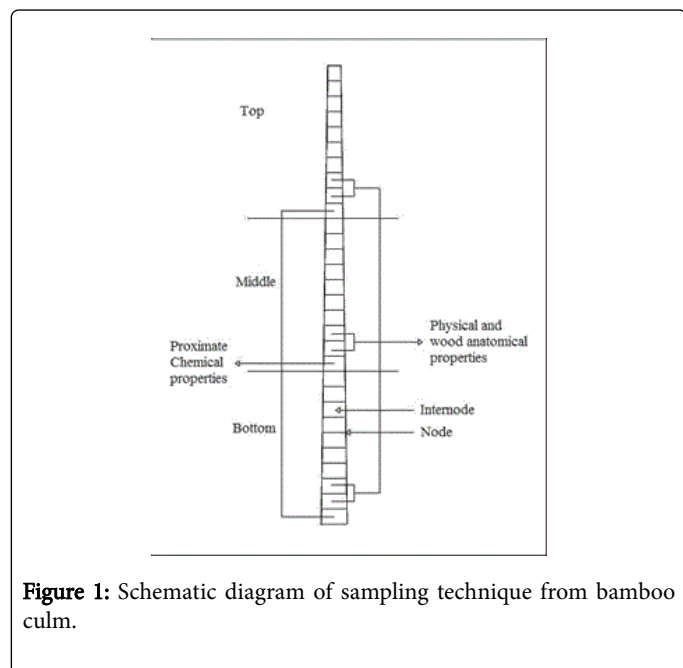 Top
Middle
Physical and
wood anatomical
properties
Proximate
Chemical
properties
Internode
Bottom
Node
Figure 1: Schematic diagram of sampling technique from bamboo
culm.